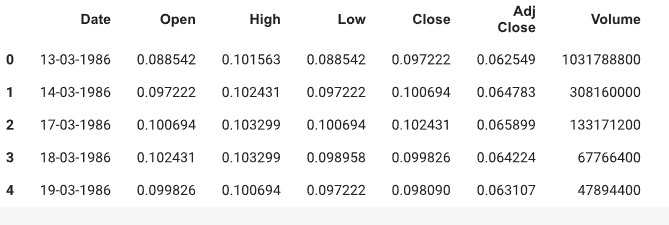 Date Open High Low Close Adj Close Volume
0 13-03-1986 0.088542 0.101563 0.088542 0.097222 0.062549 1031788800
1 14-03-1986 0.097222 0.102431 0.097222 0.100694 0.064783 308160000
2 17-03-1986 0.100694 0.103299 0.100694 0.102431 0.065899 133171200
3 18-03-1986 0.102431 0.103299 0.098958 0.099826 0.064224 67766400
4 19-03-1986 0.099826 0.100694 0.097222 0.098090 0.063107 47894400